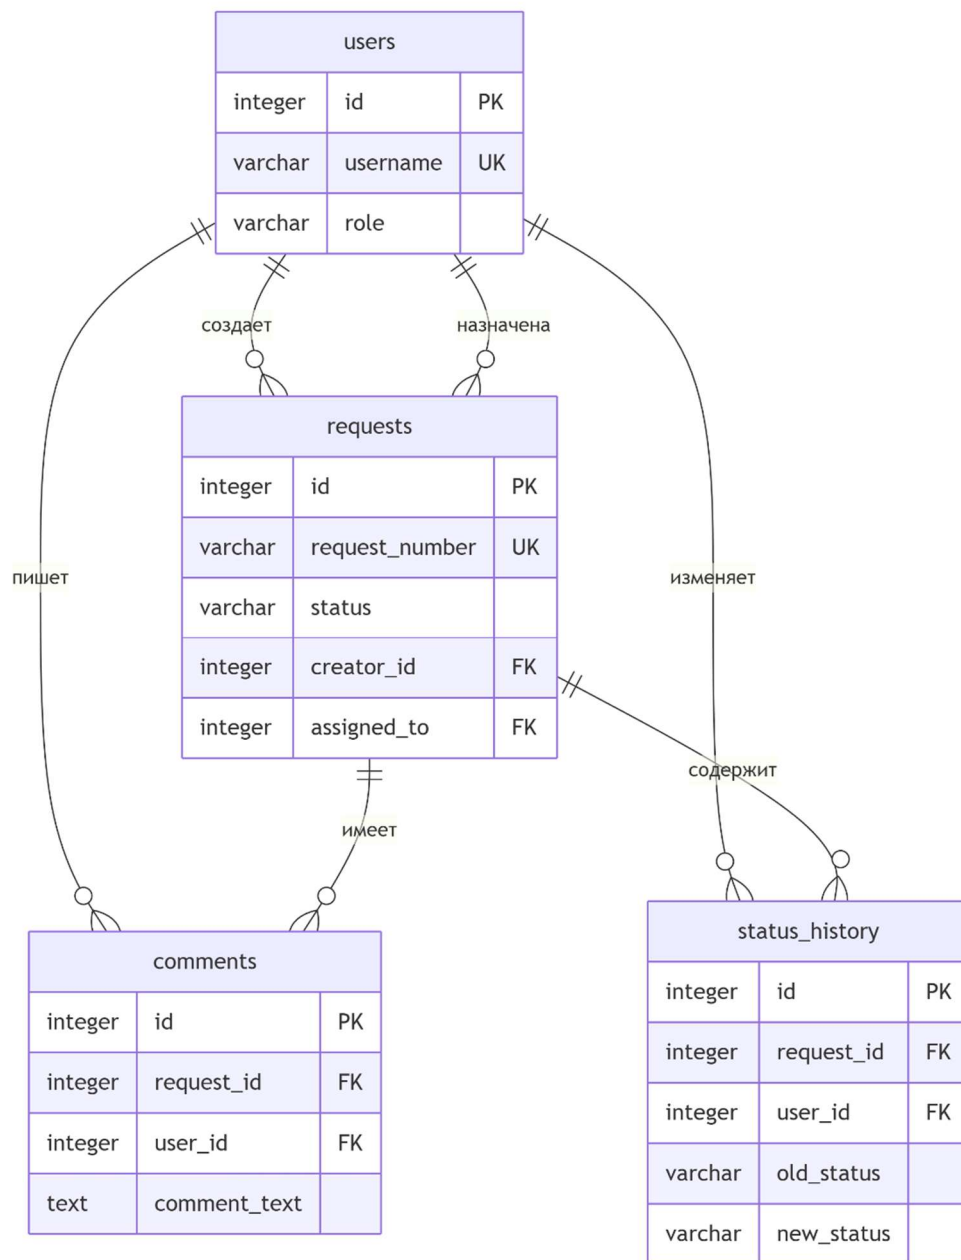 users
integer id PK
varchar username UK
varchar role
создает
назначена
requests
integer id PK
varchar request_number UK
varchar status
integer creator_id FK
integer assigned_to FK
пишет
изменяет
содержит
имеет
comments
integer id PK
integer request_id FK
integer user_id FK
text comment_text
status_history
integer id PK
integer request_id FK
integer user_id FK
varchar old_status
varchar new_status